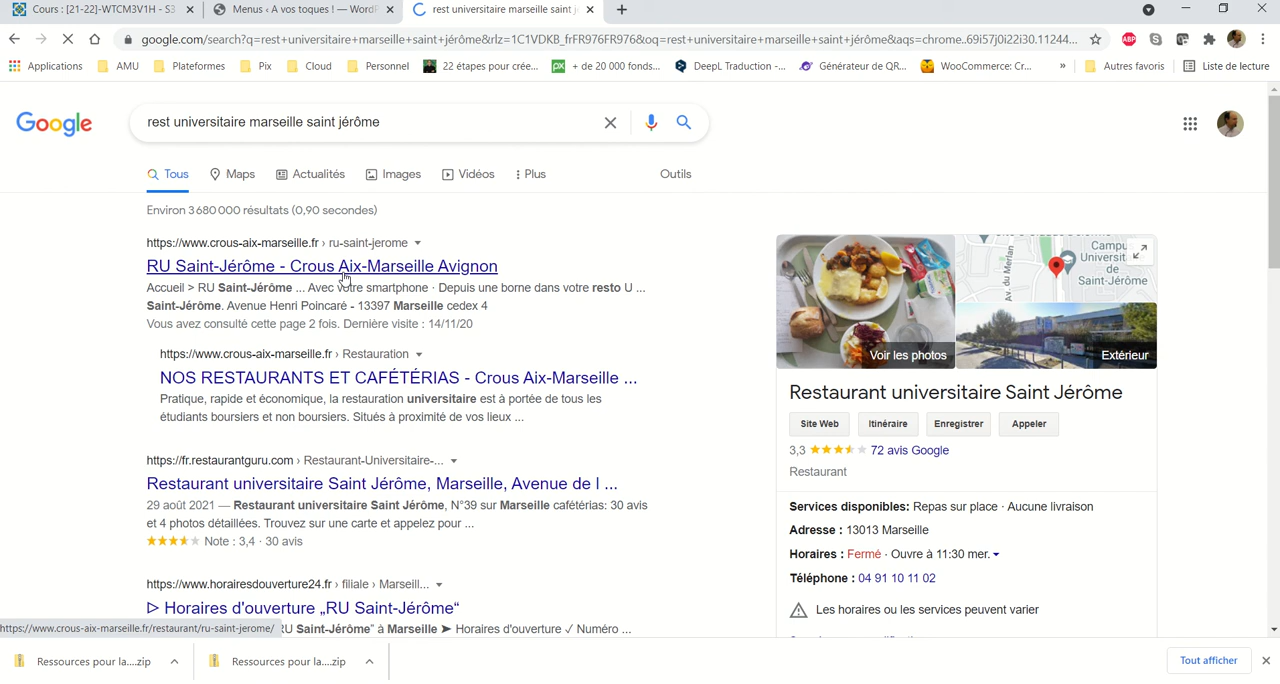 Cours : [21-22]-WTCM3V1H - S3
Menus ‹ A vos toques ! — WordP
rest universitaire marseille saint j
google.com/search?q=rest+universitaire+marseille+saint+jérôme&rlz=1C1VDKB_frFR976FR976&oq=rest+universitaire+marseille+saint+jérôme&aqs=chrome..69i57j0i22i30.11244...
ABP
Applications AMU Plateformes Pix Cloud Personnel 22 étapes pour crée... + de 20 000 fonds... DeepL Traduction -... Générateur de QR... WooCommerce: Cr... » Autres favoris Liste de lecture
Google
rest universitaire marseille saint jérôme
Tous Maps Actualités Images Vidéos Plus Outils
Environ 3 680 000 résultats (0,90 secondes)
https://www.crous-aix-marseille.fr › ru-saint-jerome
RU Saint-Jérôme - Crous Aix-Marseille Avignon
Accueil > RU Saint-Jérôme ... Avec votre smartphone · Depuis une borne dans votre resto U ...
Saint-Jérôme. Avenue Henri Poincaré - 13397 Marseille cedex 4
Vous avez consulté cette page 2 fois. Dernière visite : 14/11/20
https://www.crous-aix-marseille.fr › Restauration
NOS RESTAURANTS ET CAFÉTÉRIAS - Crous Aix-Marseille ...
Pratique, rapide et économique, la restauration universitaire est à portée de tous les
étudiants boursiers et non boursiers. Situés à proximité de vos lieux ...
https://fr.restaurantguru.com › Restaurant-Universitaire-...
Restaurant universitaire Saint Jérôme, Marseille, Avenue de l ...
29 août 2021 — Restaurant universitaire Saint Jérôme, N°39 sur Marseille cafétérias: 30 avis
et 4 photos détaillées. Trouvez sur une carte et appelez pour ...
Note : 3,4 · 30 avis
https://www.horairesdouverture24.fr › filiale › Marseill...
ᐅ Horaires d'ouverture „RU Saint-Jérôme“
RU Saint-Jérôme" à Marseille ➤ Horaires d'ouverture ✓ Numéro ...
https://www.crous-aix-marseille.fr/restaurant/ru-saint-jerome/
Av. du Merlan
Campu
Universit
de
Saint-Jérôme
Voir les photos
Extérieur
Restaurant universitaire Saint Jérôme
Site Web Itinéraire Enregistrer Appeler
3,3 72 avis Google
Restaurant
Services disponibles: Repas sur place · Aucune livraison
Adresse : 13013 Marseille
Horaires : Fermé · Ouvre à 11:30 mer.
Téléphone : 04 91 10 11 02
Les horaires ou les services peuvent varier
Ressources pour la....zip
Ressources pour la....zip
Tout afficher